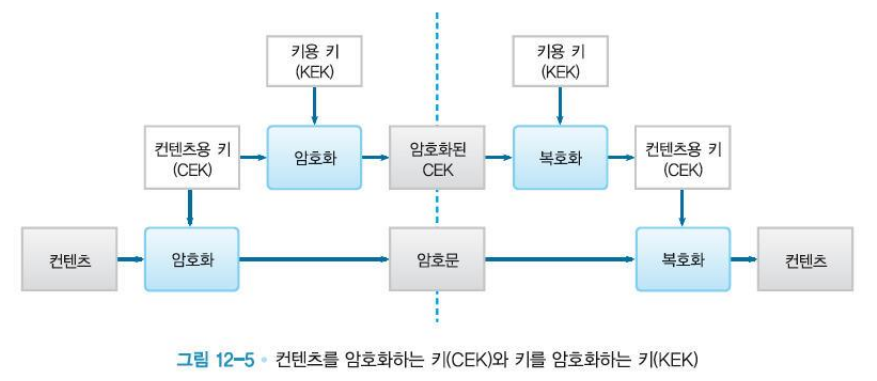 키용 키
(KEK)
키용 키
(KEK)
컨텐츠용 키
(CEK)
암호화
암호화된
CEK
복호화
컨텐츠용 키
(CEK)
컨텐츠
암호화
암호문
복호화
컨텐츠
그림 12-5 • 컨텐츠를 암호화하는 키(CEK)와 키를 암호화하는 키(KEK)